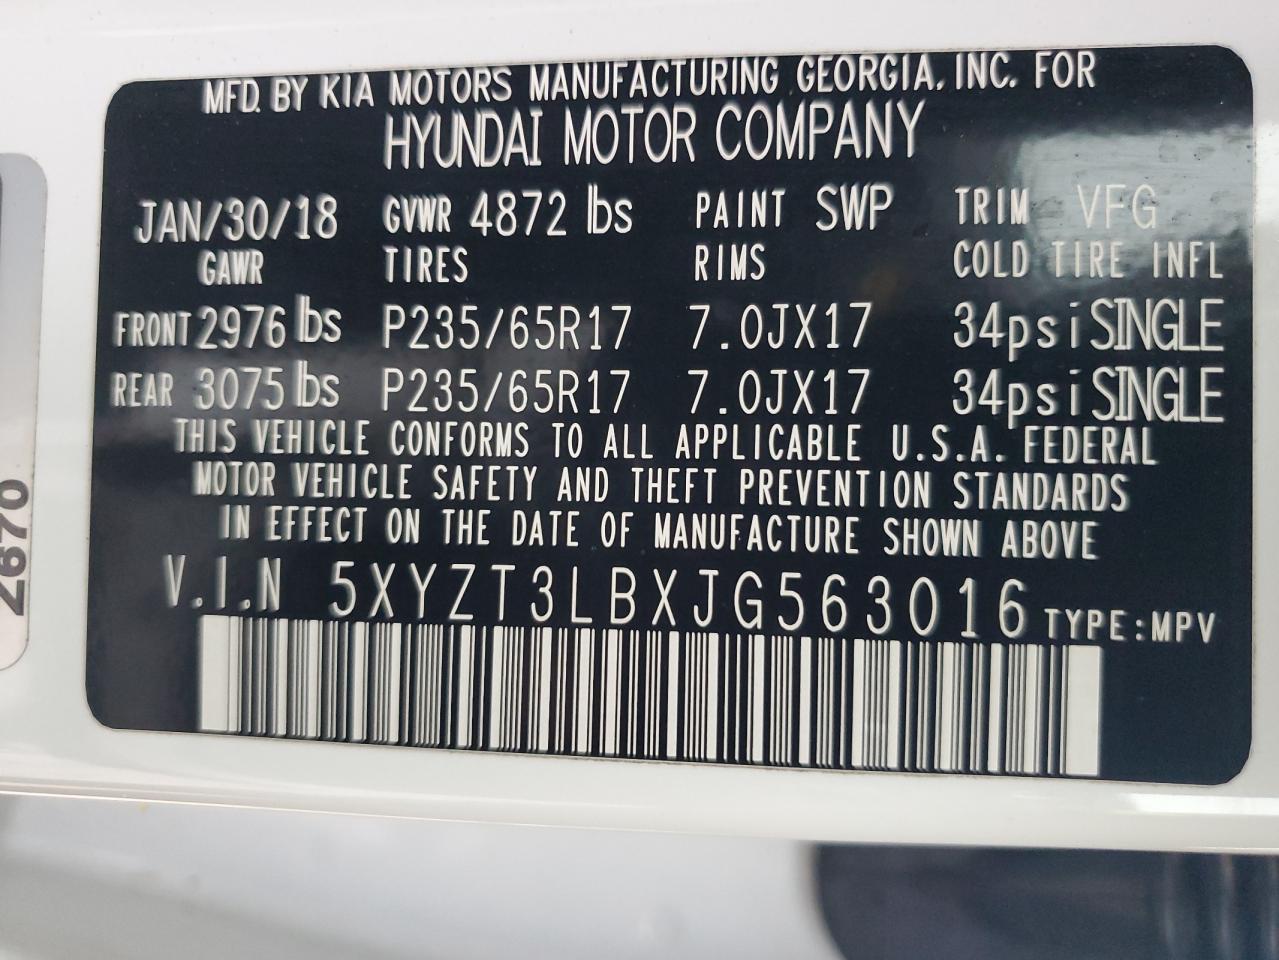 MFD. BY KIA MOTORS MANUFACTURING GEORGIA, INC. FOR
HYUNDAI MOTOR COMPANY
JAN/30/18 GVWR 4872 lbs PAINT SWP TRIM VFG
GAWR TIRES RIMS COLD TIRE INFL
FRONT 2976 lbs P235/65R17 7.0JX17 34psi SINGLE
REAR 3075 lbs P235/65R17 7.0JX17 34psi SINGLE
THIS VEHICLE CONFORMS TO ALL APPLICABLE U.S.A. FEDERAL
MOTOR VEHICLE SAFETY AND THEFT PREVENTION STANDARDS
IN EFFECT ON THE DATE OF MANUFACTURE SHOWN ABOVE
V.I.N 5XYZT3LBXJG563016 TYPE:MPV
2670